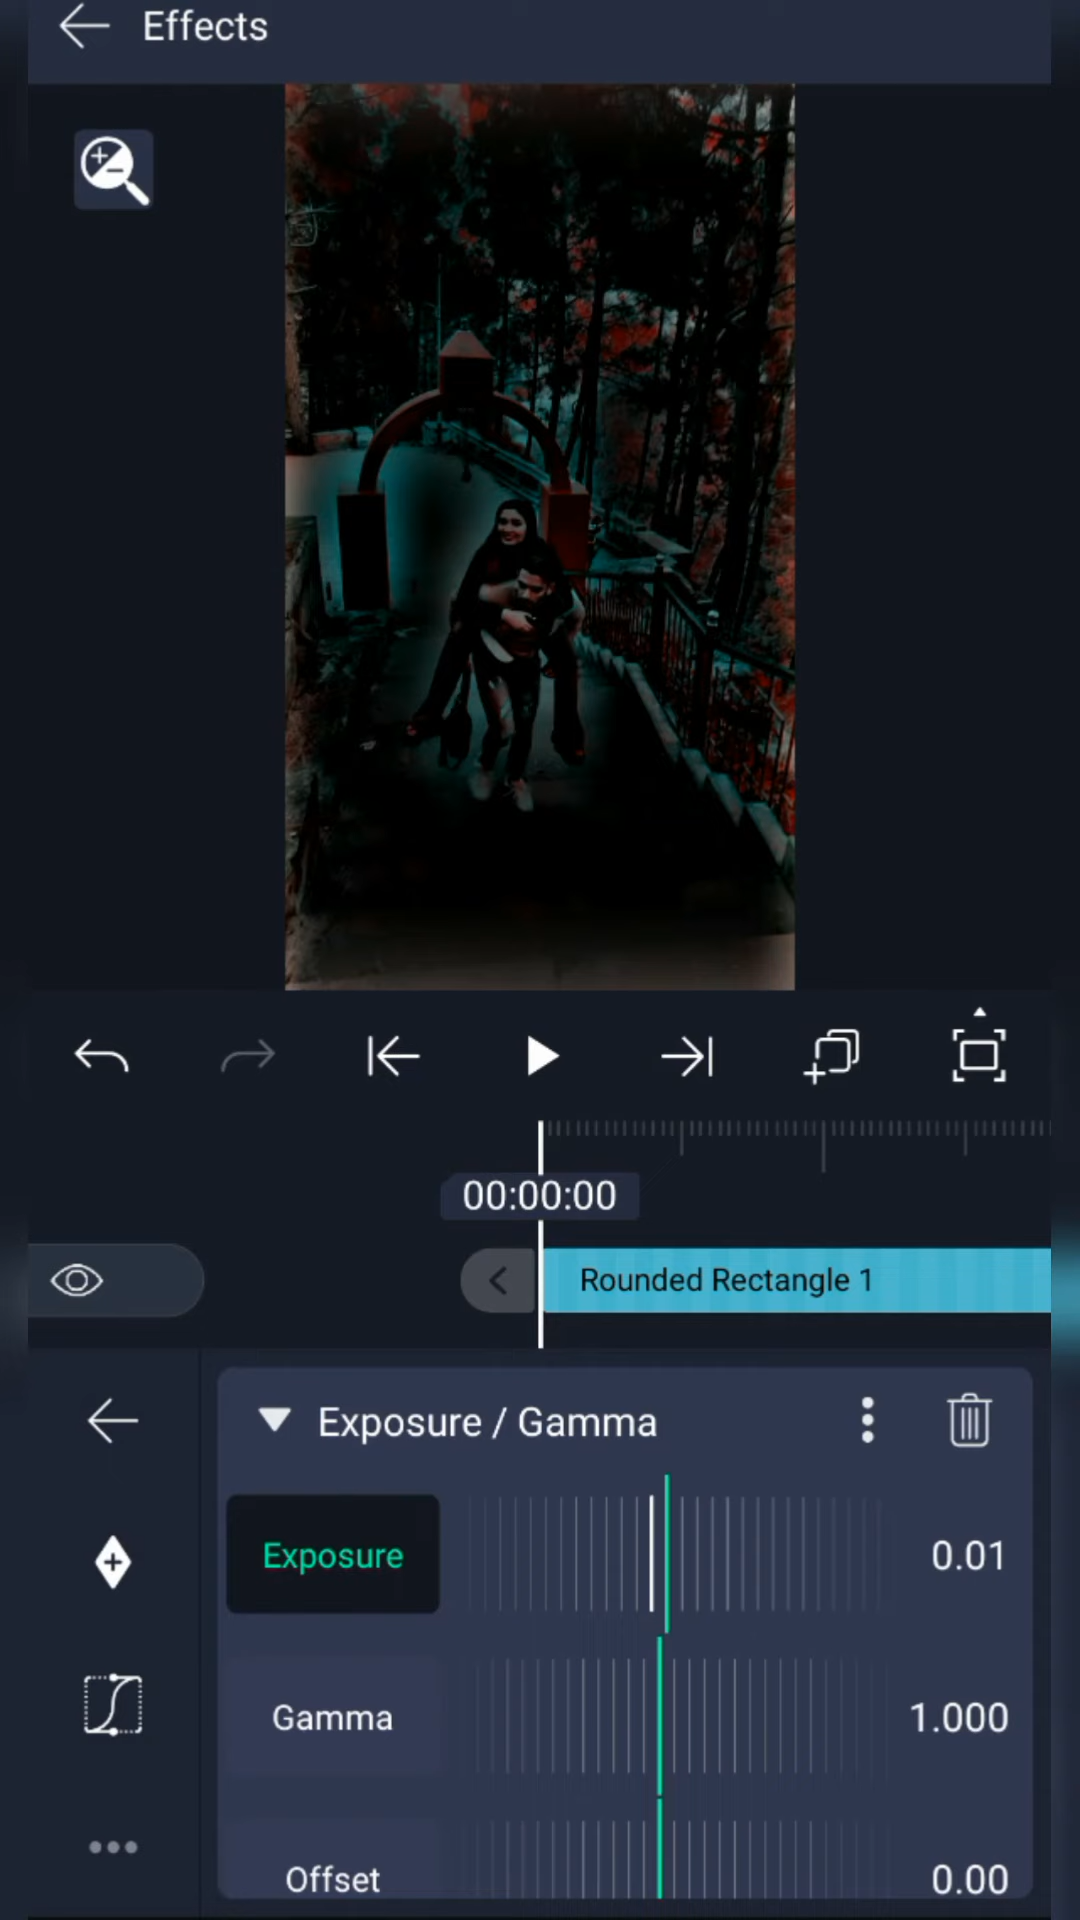 Effects
00:00:00
Rounded Rectangle 1
Exposure / Gamma
Exposure 0.01
Gamma 1.000
Offset 0.00